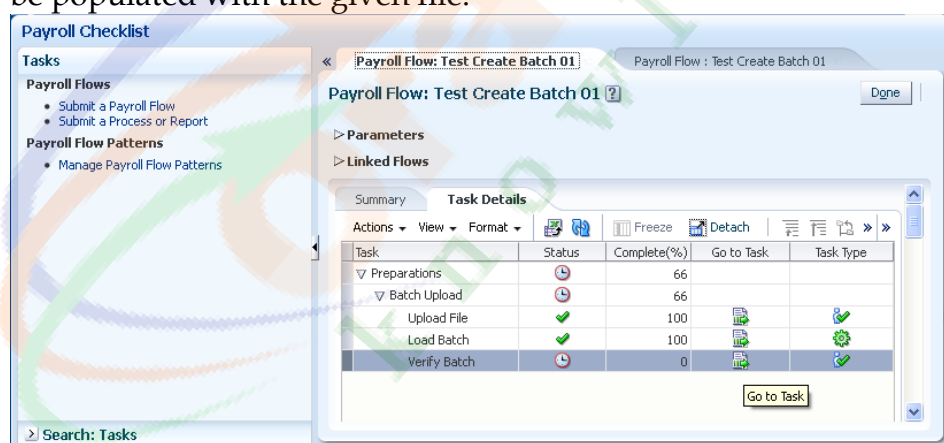 be populated with the given file.
Payroll Checklist
Tasks
Payroll Flows
Submit a Payroll Flow
Submit a Process or Report
Payroll Flow Patterns
Manage Payroll Flow Patterns
Search: Tasks
« Payroll Flow: Test Create Batch 01 Payroll Flow : Test Create Batch 01
Payroll Flow: Test Create Batch 01 ? Done
Parameters
Linked Flows
Summary Task Details
Actions View Format Freeze Detach » »
Task Status Complete(%) Go to Task Task Type
Preparations 66
Batch Upload 66
Upload File 100
Load Batch 100
Verify Batch 0
Go to Task